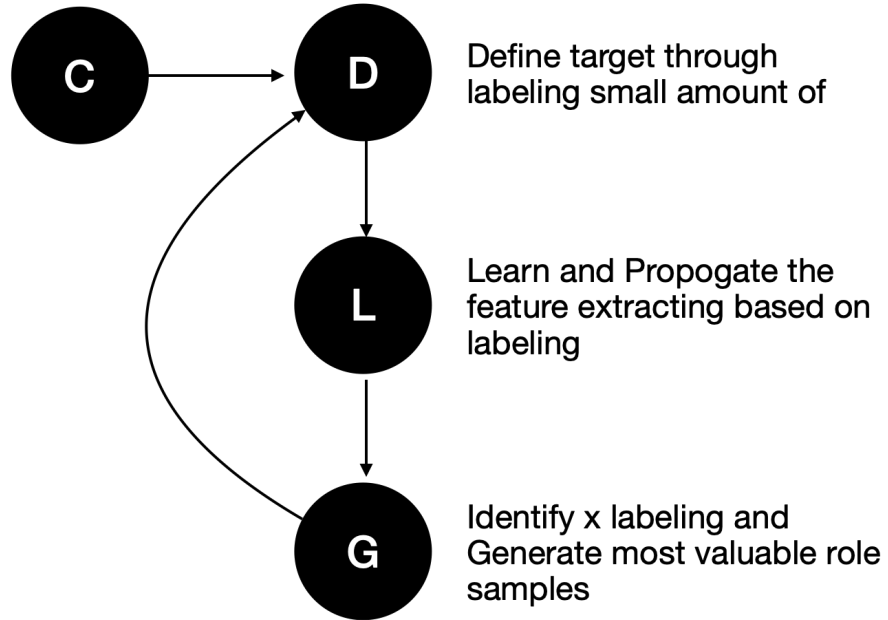 C
D
Define target through
labeling small amount of
L
Learn and Propogate the
feature extracting based on
labeling
G
Identify x labeling and
Generate most valuable role
samples